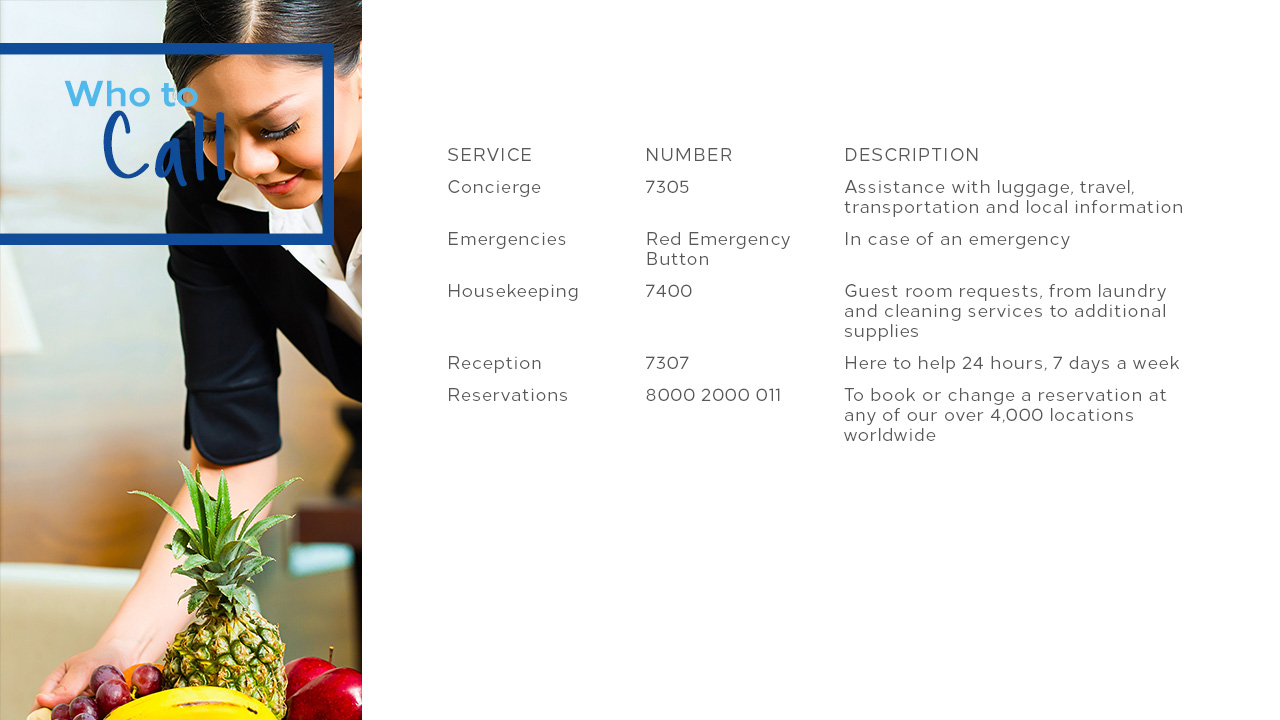 Who to
Call
SERVICE NUMBER DESCRIPTION
Concierge 7305 Assistance with luggage, travel,
transportation and local information
Emergencies Red Emergency In case of an emergency
Button
Housekeeping 7400 Guest room requests, from laundry
and cleaning services to additional
supplies
Reception 7307 Here to help 24 hours, 7 days a week
Reservations 8000 2000 011 To book or change a reservation at
any of our over 4,000 locations
worldwide